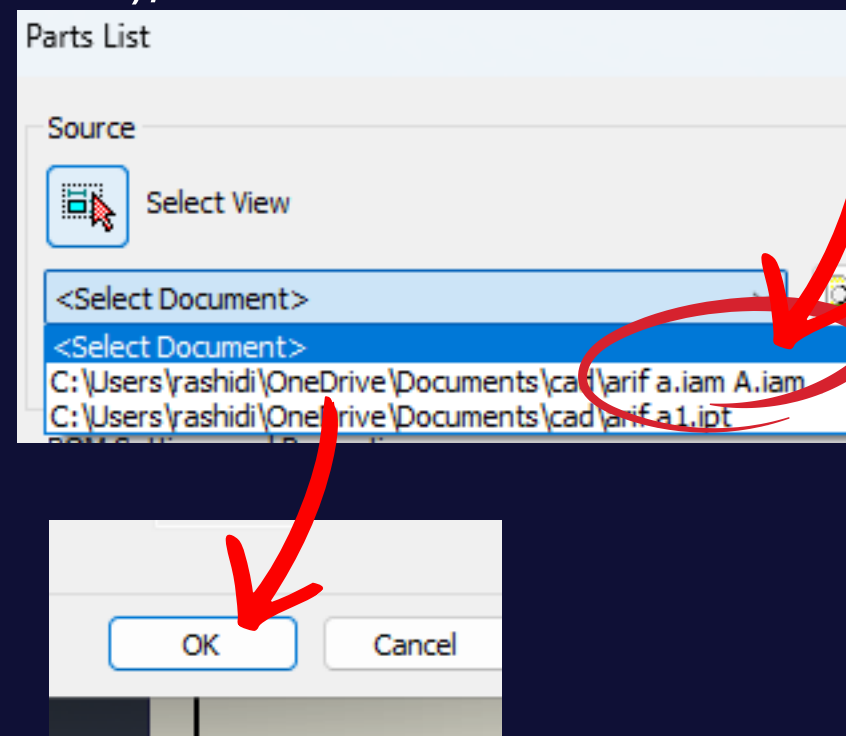 Parts List
Source
Select View
<Select Document>
<Select Document>
C:\Users\rashidi\OneDrive\Documents\cad\arif a.iam A.iam
C:\Users\rashidi\OneDrive\Documents\cad\arif a1.ipt
OK Cancel